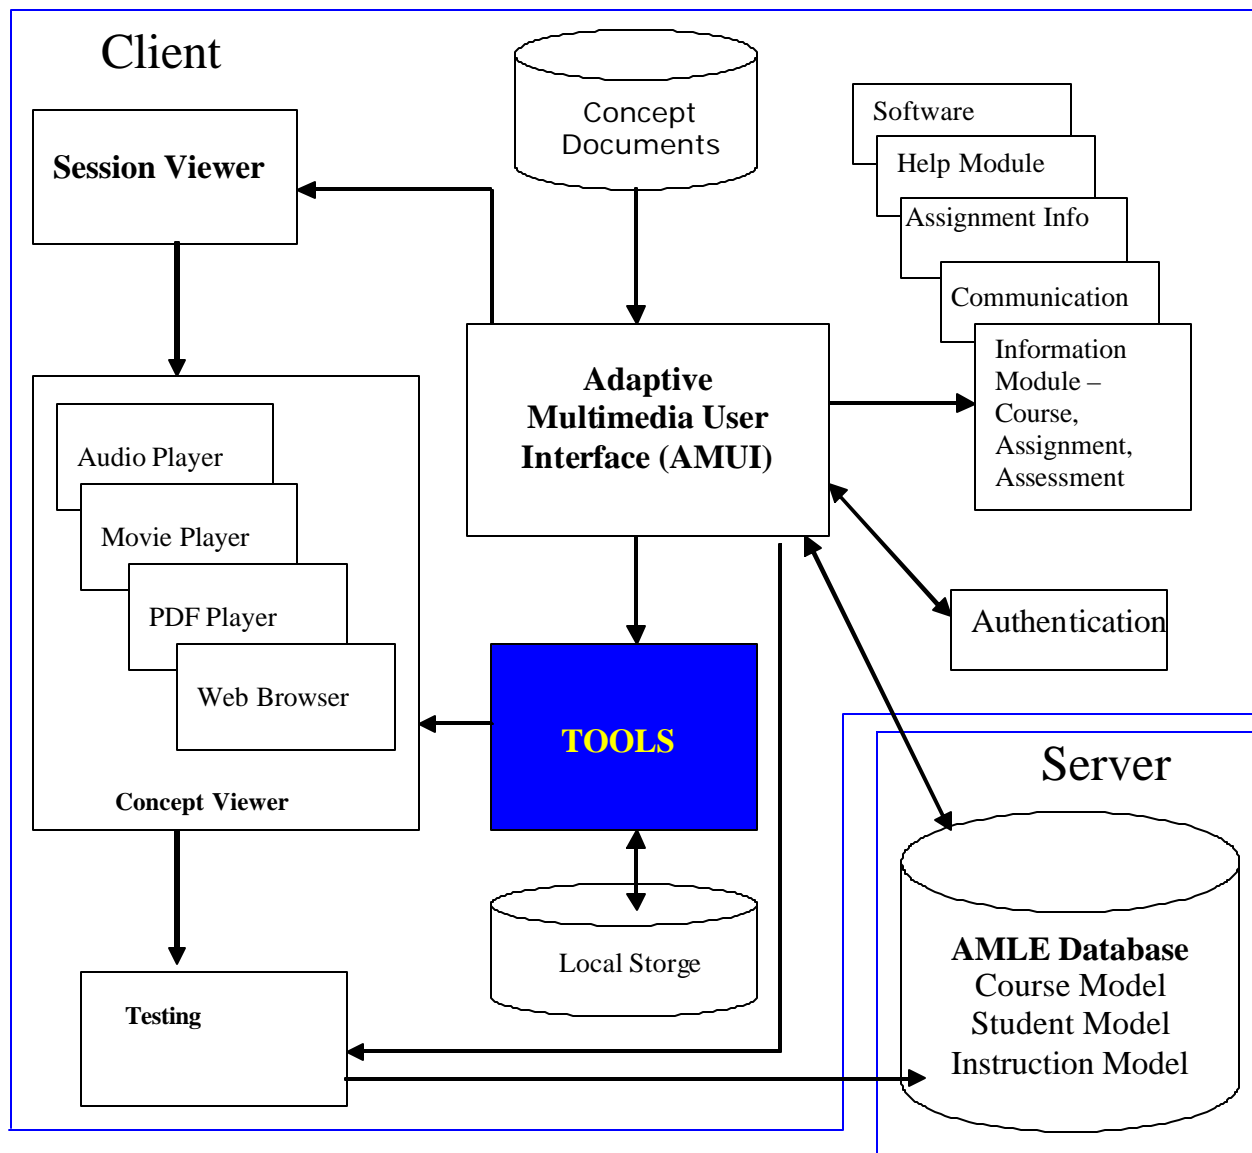 Client
Concept
Documents
Software
Help Module
Assignment Info
Communication
Information
Module –
Course,
Assignment,
Assessment
Session Viewer
Adaptive
Multimedia User
Interface (AMUI)
Audio Player
Movie Player
PDF Player
Web Browser
Concept Viewer
TOOLS
Authentication
Server
Local Storge
AMLE Database
Course Model
Student Model
Instruction Model
Testing